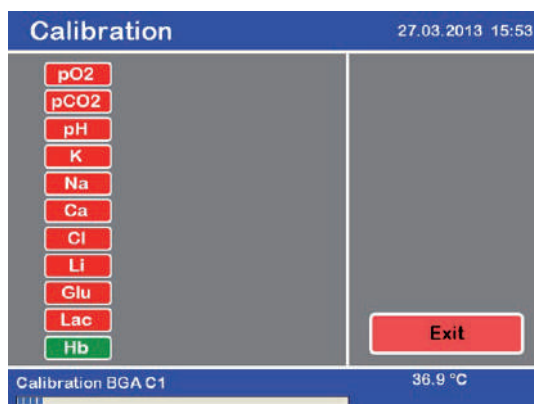 Calibration 27.03.2013 15:53
pO2
pCO2
pH
K
Na
Ca
Cl
Li
Glu
Lac
Exit
Hb
Calibration BGA C1 36.9 °C